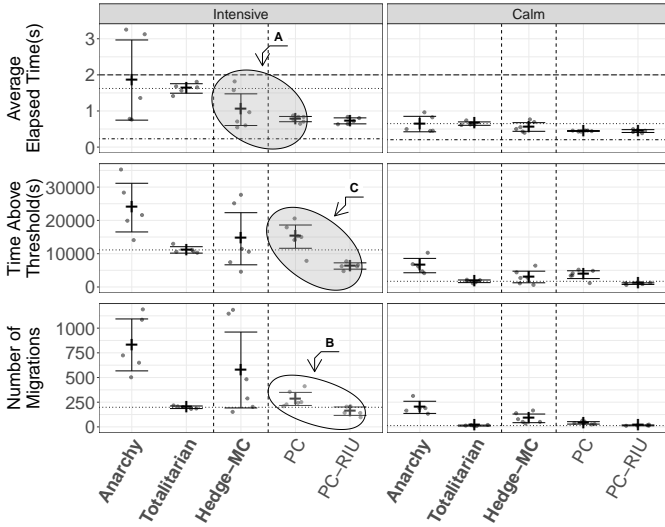 Intensive
Calm
Average
Elapsed Time(s)
3
2
1
0
A
Time Above
Threshold(s)
30000
20000
10000
0
C
Number of
Migrations
1000
750
500
250
0
B
Anarchy
Totalitarian
Hedge−MC
PC
PC−RIU
Anarchy
Totalitarian
Hedge−MC
PC
PC−RIU